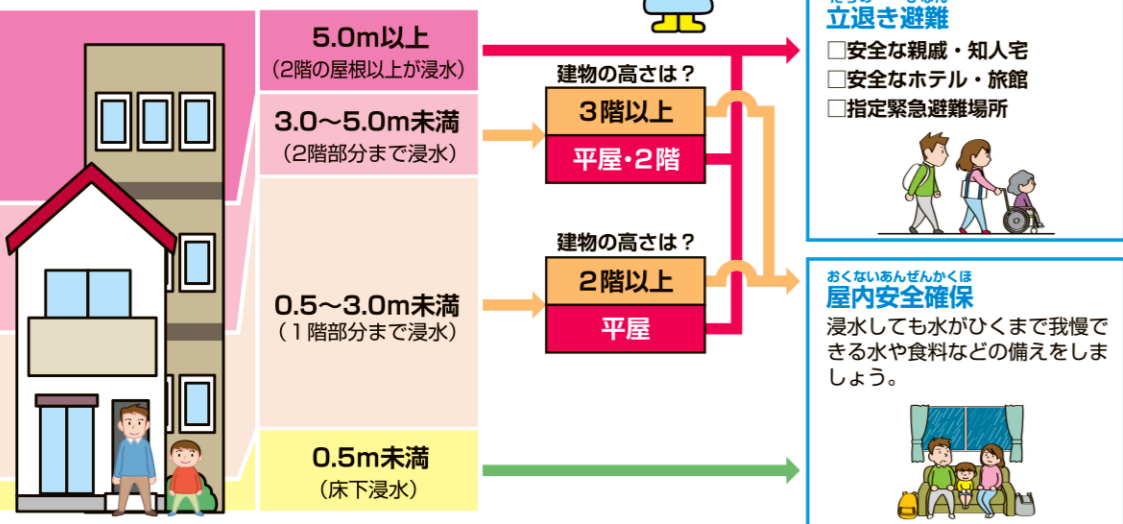 5.0m以上
(2階の屋根以上が浸水)
3.0〜5.0m未満
(2階部分まで浸水)
0.5〜3.0m未満
(1階部分まで浸水)
0.5m未満
(床下浸水)
建物の高さは?
3階以上
平屋・2階
建物の高さは?
2階以上
平屋
立退き避難
□安全な親戚・知人宅
□安全なホテル・旅館
□指定緊急避難場所
おくないあんぜんかくほ
屋内安全確保
浸水しても水がひくまで我慢で
きる水や食料などの備えをしま
しょう。